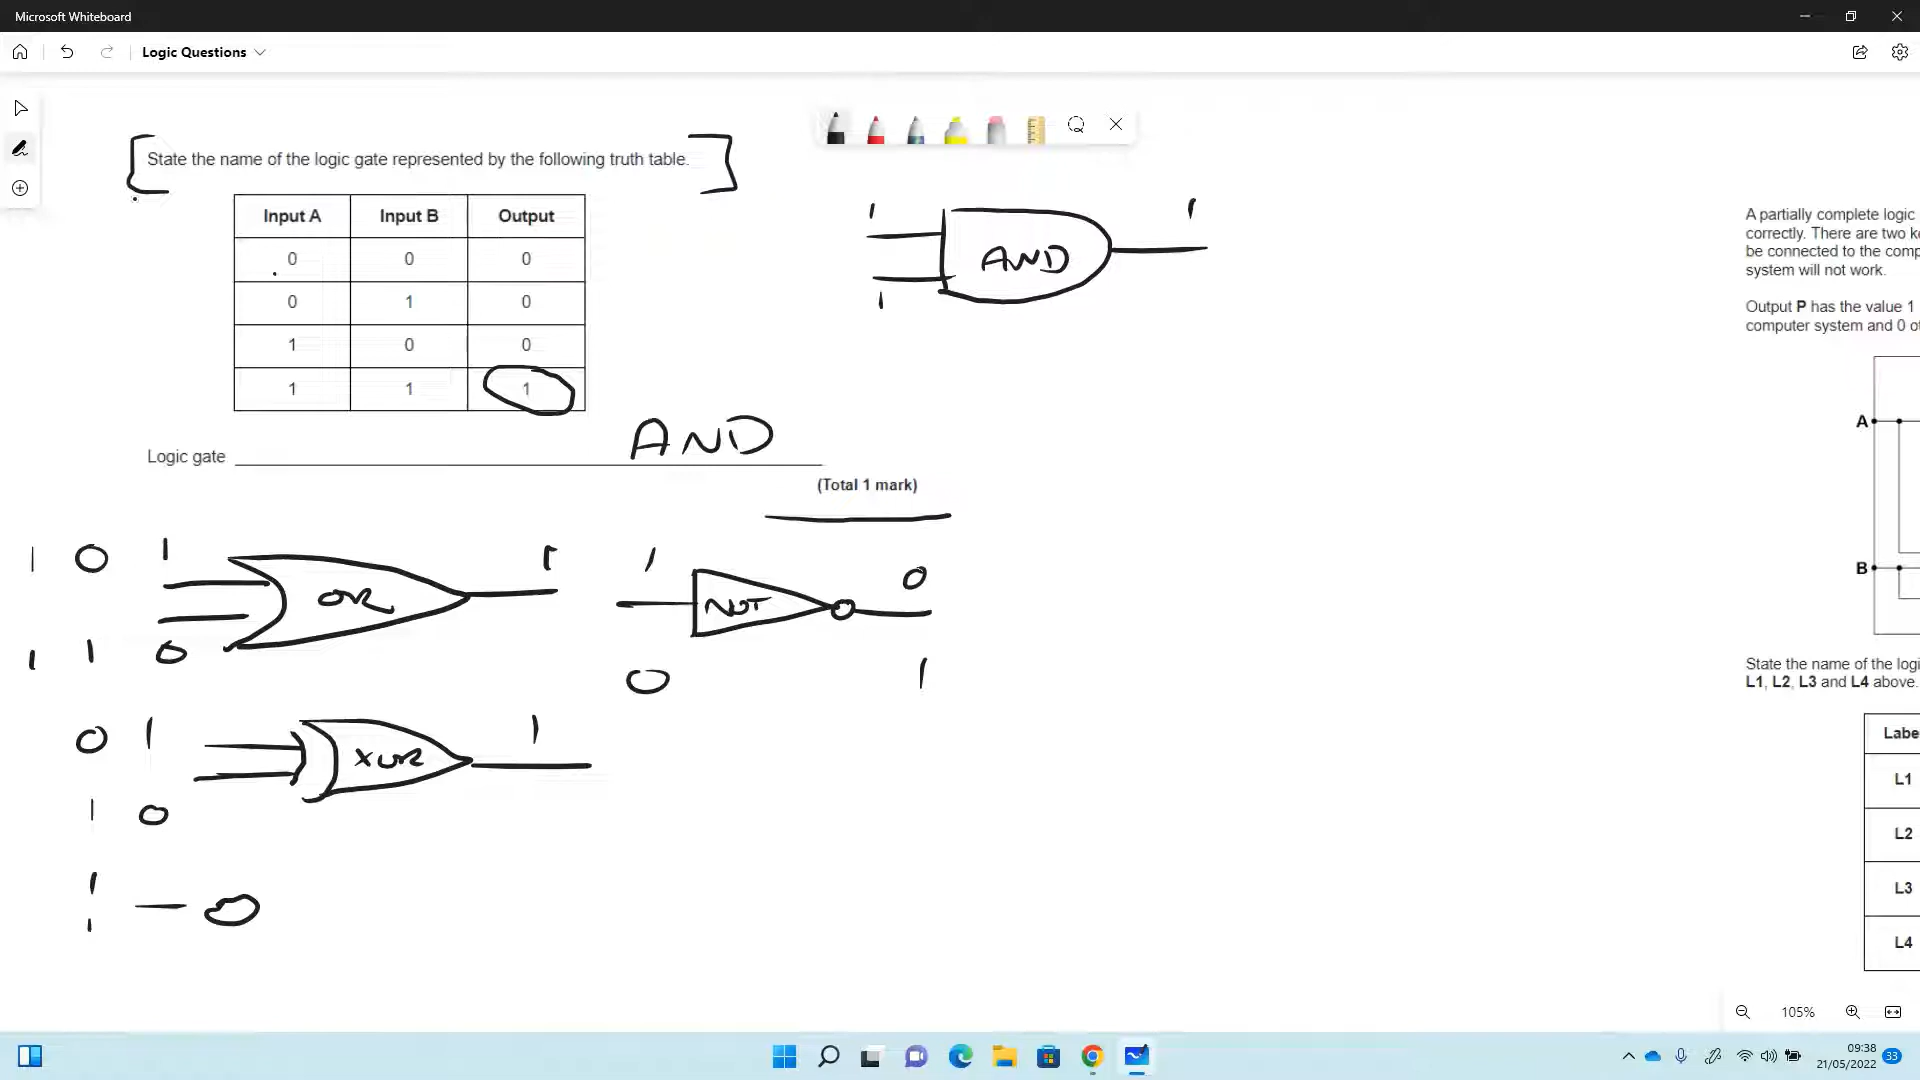 Microsoft Whiteboard
Logic Questions
State the name of the logic gate represented by the following truth table.
Input A Input B Output
0 0 0
0 1 0
1 0 0
1 1 1
Logic gate AND
(Total 1 mark)
1 1
AND
1
A partially complete logic
correctly. There are two k
be connected to the comp
system will not work.
Output P has the value 1
computer system and 0 o
A
B
State the name of the logi
L1, L2, L3 and L4 above.
Labe
L1
L2
L3
L4
1 0 1 1
OR
1 1 0
1 0
NOT
0 1
0 1 1
XOR
1 0
1
1 — 0
105%
09:38
21/05/2022
33